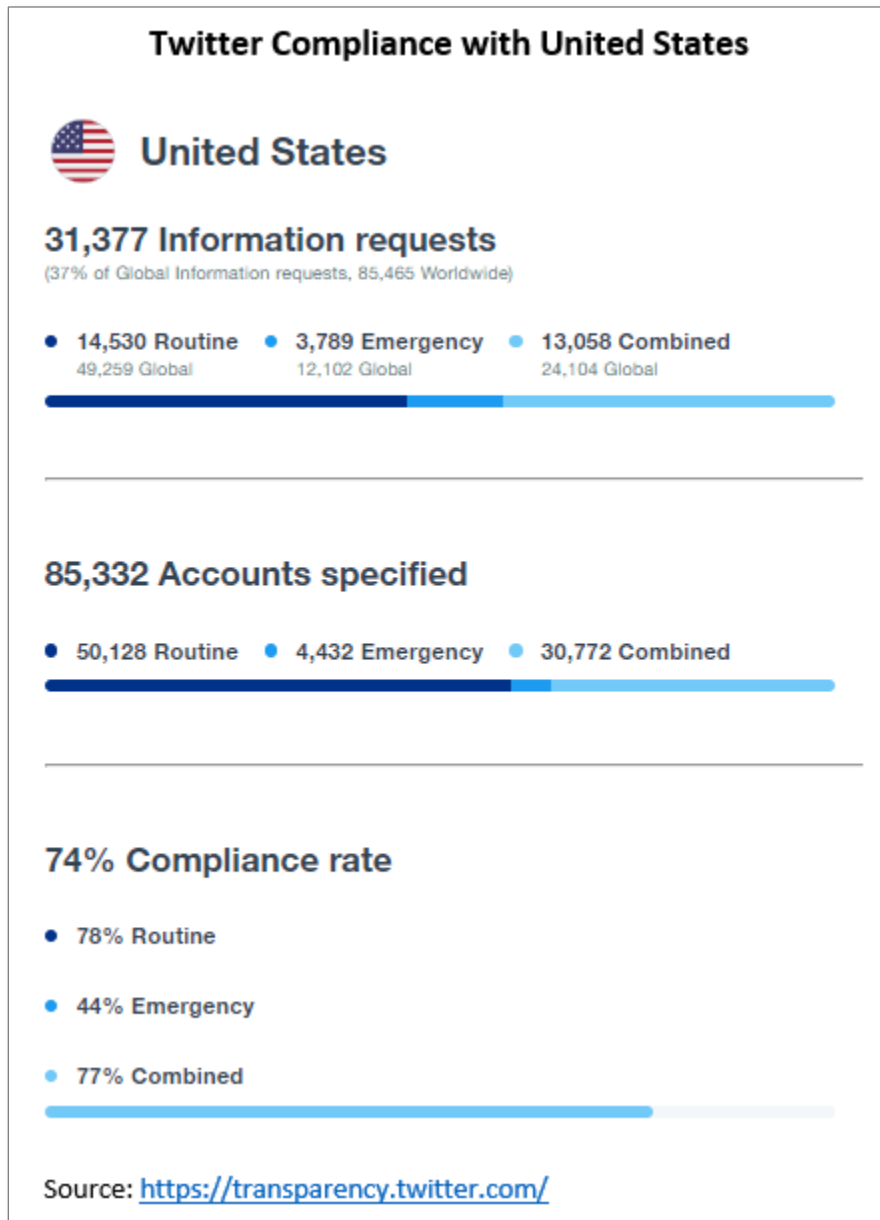 Twitter Compliance with United States
United States
31,377 Information requests
(37% of Global Information requests, 85,465 Worldwide)
14,530 Routine 3,789 Emergency 13,058 Combined
49,259 Global 12,102 Global 24,104 Global
85,332 Accounts specified
50,128 Routine 4,432 Emergency 30,772 Combined
74% Compliance rate
78% Routine
44% Emergency
77% Combined
Source: https://transparency.twitter.com/